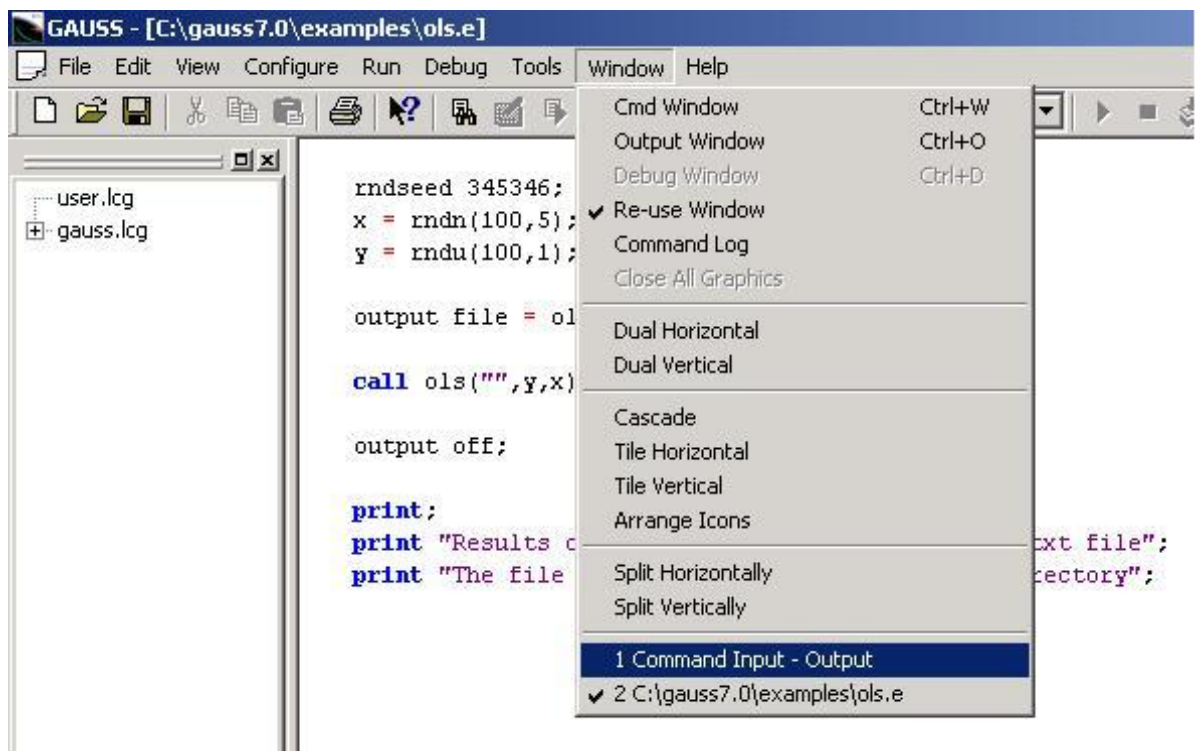 GAUSS - [C:\gauss7.0\examples\ols.e]
File Edit View Configure Run Debug Tools Window Help
user.lcg
gauss.lcg
rndseed 345346;
x = rndn(100,5);
y = rndu(100,1);
output file = ol
call ols("",y,x)
output off;
print;
print "Results o
print "The file
txt file";
rectory";
Cmd Window Ctrl+W
Output Window Ctrl+O
Debug Window Ctrl+D
Re-use Window
Command Log
Close All Graphics
Dual Horizontal
Dual Vertical
Cascade
Tile Horizontal
Tile Vertical
Arrange Icons
Split Horizontally
Split Vertically
1 Command Input - Output
2 C:\gauss7.0\examples\ols.e